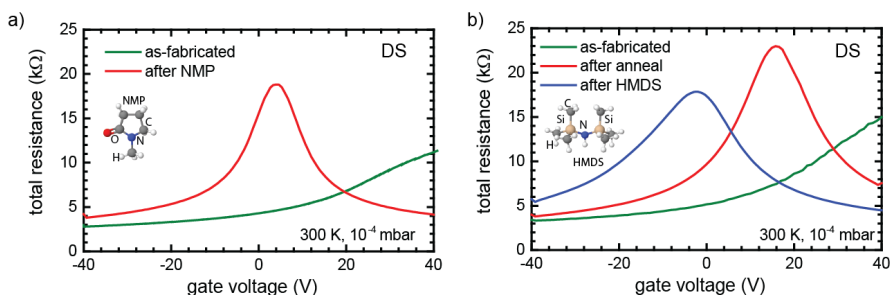 a)
as-fabricated
after NMP
DS
NMP
C
O
N
H
300 K, 10⁻⁴ mbar
total resistance (kΩ)
25
20
15
10
5
0
-40
-20
0
20
40
gate voltage (V)
b)
as-fabricated
after anneal
after HMDS
DS
C
Si
N
Si
H
HMDS
300 K, 10⁻⁴ mbar
total resistance (kΩ)
25
20
15
10
5
0
-40
-20
0
20
40
gate voltage (V)